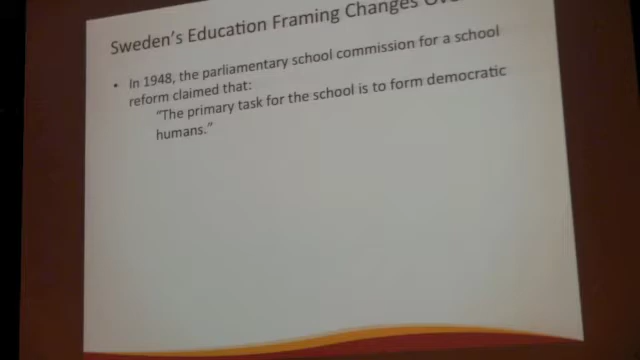 Sweden's Education Framing Changes
• In 1948, the parliamentary school commission for a school
reform claimed that:
"The primary task for the school is to form democratic
humans."